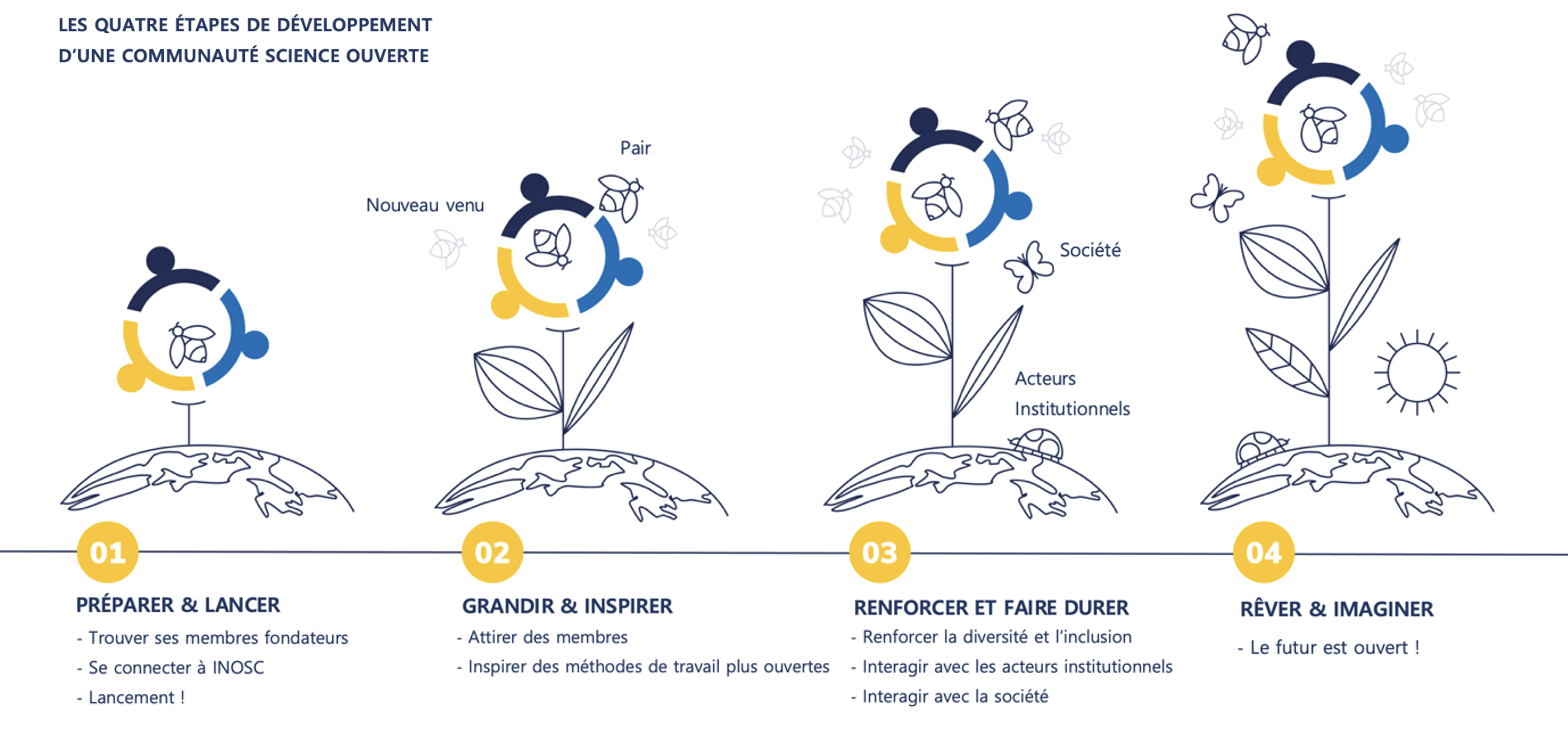 LES QUATRE ÉTAPES DE DÉVELOPPEMENT
D'UNE COMMUNAUTÉ SCIENCE OUVERTE
Pair
Nouveau venu
Société
Acteurs
Institutionnels
01
PRÉPARER & LANCER
- Trouver ses membres fondateurs
- Se connecter à INOSC
- Lancement !
02
GRANDIR & INSPIRER
- Attirer des membres
- Inspirer des méthodes de travail plus ouvertes
03
RENFORCER ET FAIRE DURER
- Renforcer la diversité et l'inclusion
- Interagir avec les acteurs institutionnels
- Interagir avec la société
04
RÊVER & IMAGINER
- Le futur est ouvert !